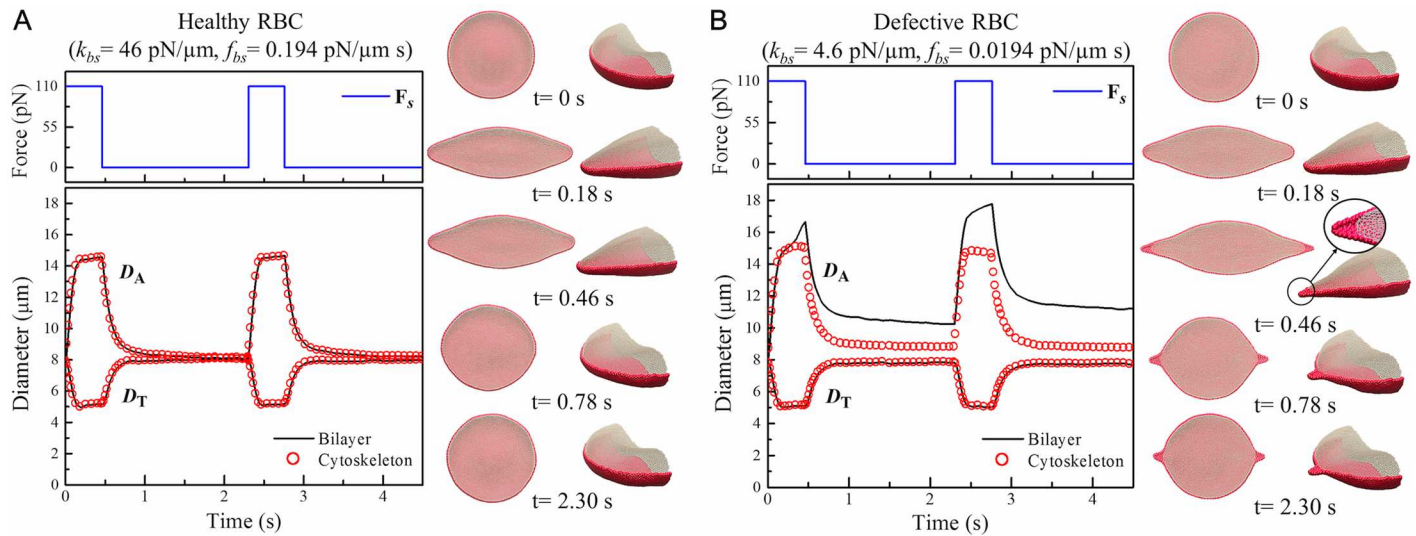 A
Healthy RBC
(kbs= 46 pN/μm, fbs= 0.194 pN/μm s)
Force (pN)
110
55
0
Fs
Diameter (μm)
18
16
14
12
10
8
6
4
2
0
DA
DT
Bilayer
Cytoskeleton
0
1
2
3
4
Time (s)
t= 0 s
t= 0.18 s
t= 0.46 s
t= 0.78 s
t= 2.30 s
B
Defective RBC
(kbs= 4.6 pN/μm, fbs= 0.0194 pN/μm s)
Force (pN)
110
55
0
Fs
Diameter (μm)
18
16
14
12
10
8
6
4
2
0
DA
DT
Bilayer
Cytoskeleton
0
1
2
3
4
Time (s)
t= 0 s
t= 0.18 s
t= 0.46 s
t= 0.78 s
t= 2.30 s